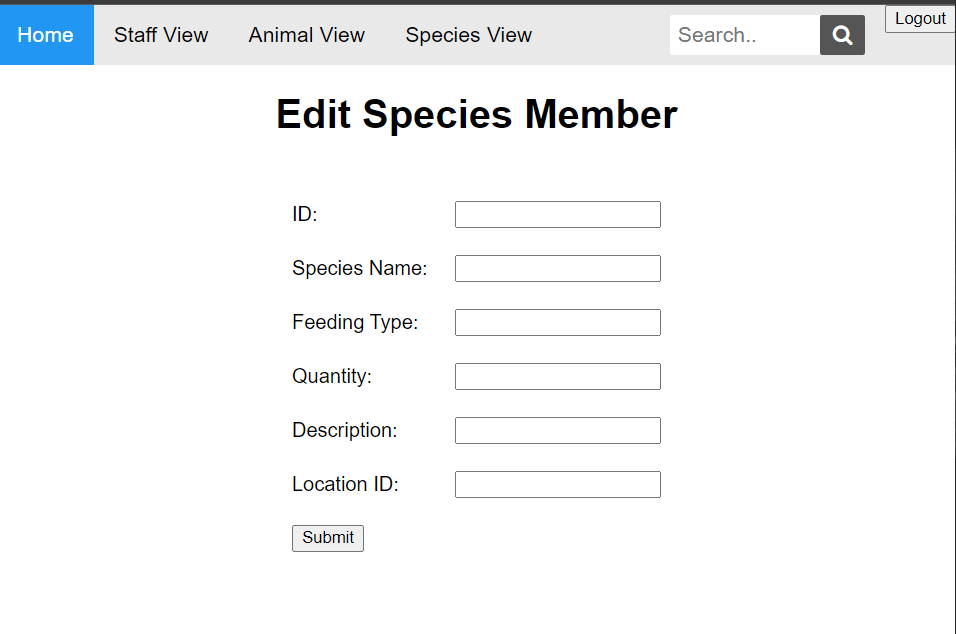 Home Staff View Animal View Species View Search.. Logout
Edit Species Member
ID:
Species Name:
Feeding Type:
Quantity:
Description:
Location ID:
Submit